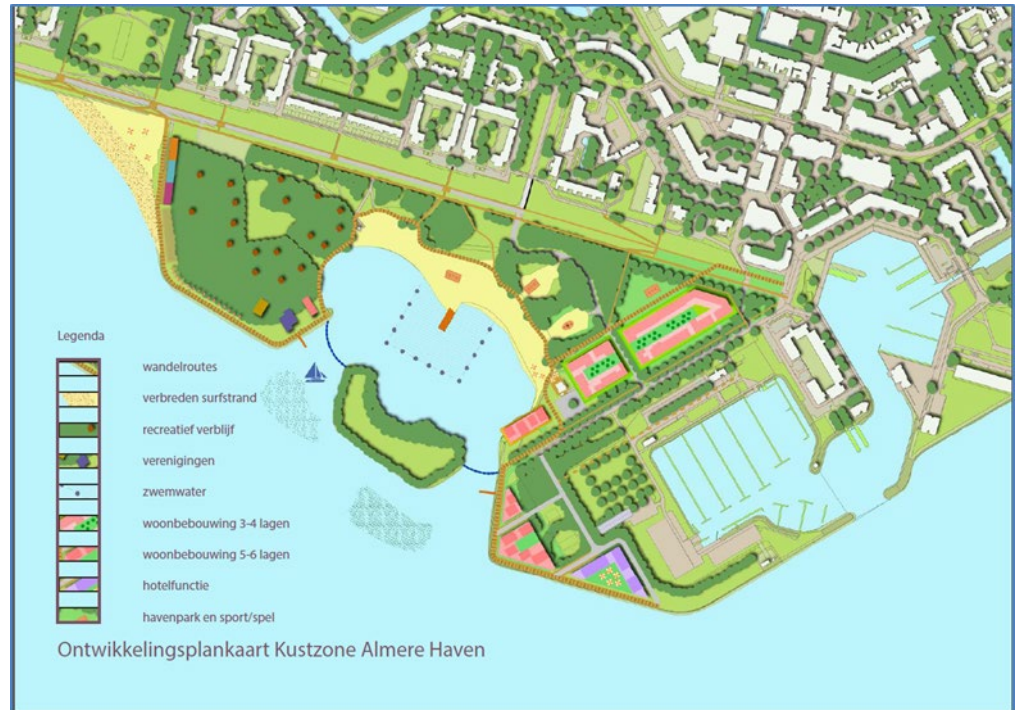 Legenda
wandelroutes
verbreden surfstrand
recreatief verblijf
verenigingen
zwemwater
woonbebouwing 3-4 lagen
woonbebouwing 5-6 lagen
hotelfunctie
havenpark en sport/spel
Ontwikkelingsplankaart Kustzone Almere Haven